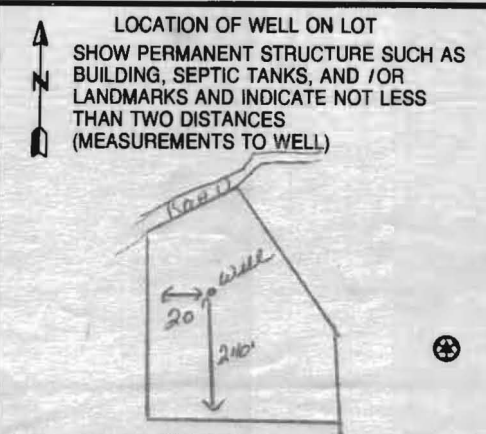 LOCATION OF WELL ON LOT
SHOW PERMANENT STRUCTURE SUCH AS
BUILDING, SEPTIC TANKS, AND /OR
LANDMARKS AND INDICATE NOT LESS
THAN TWO DISTANCES
(MEASUREMENTS TO WELL)
N
Road
Well
20